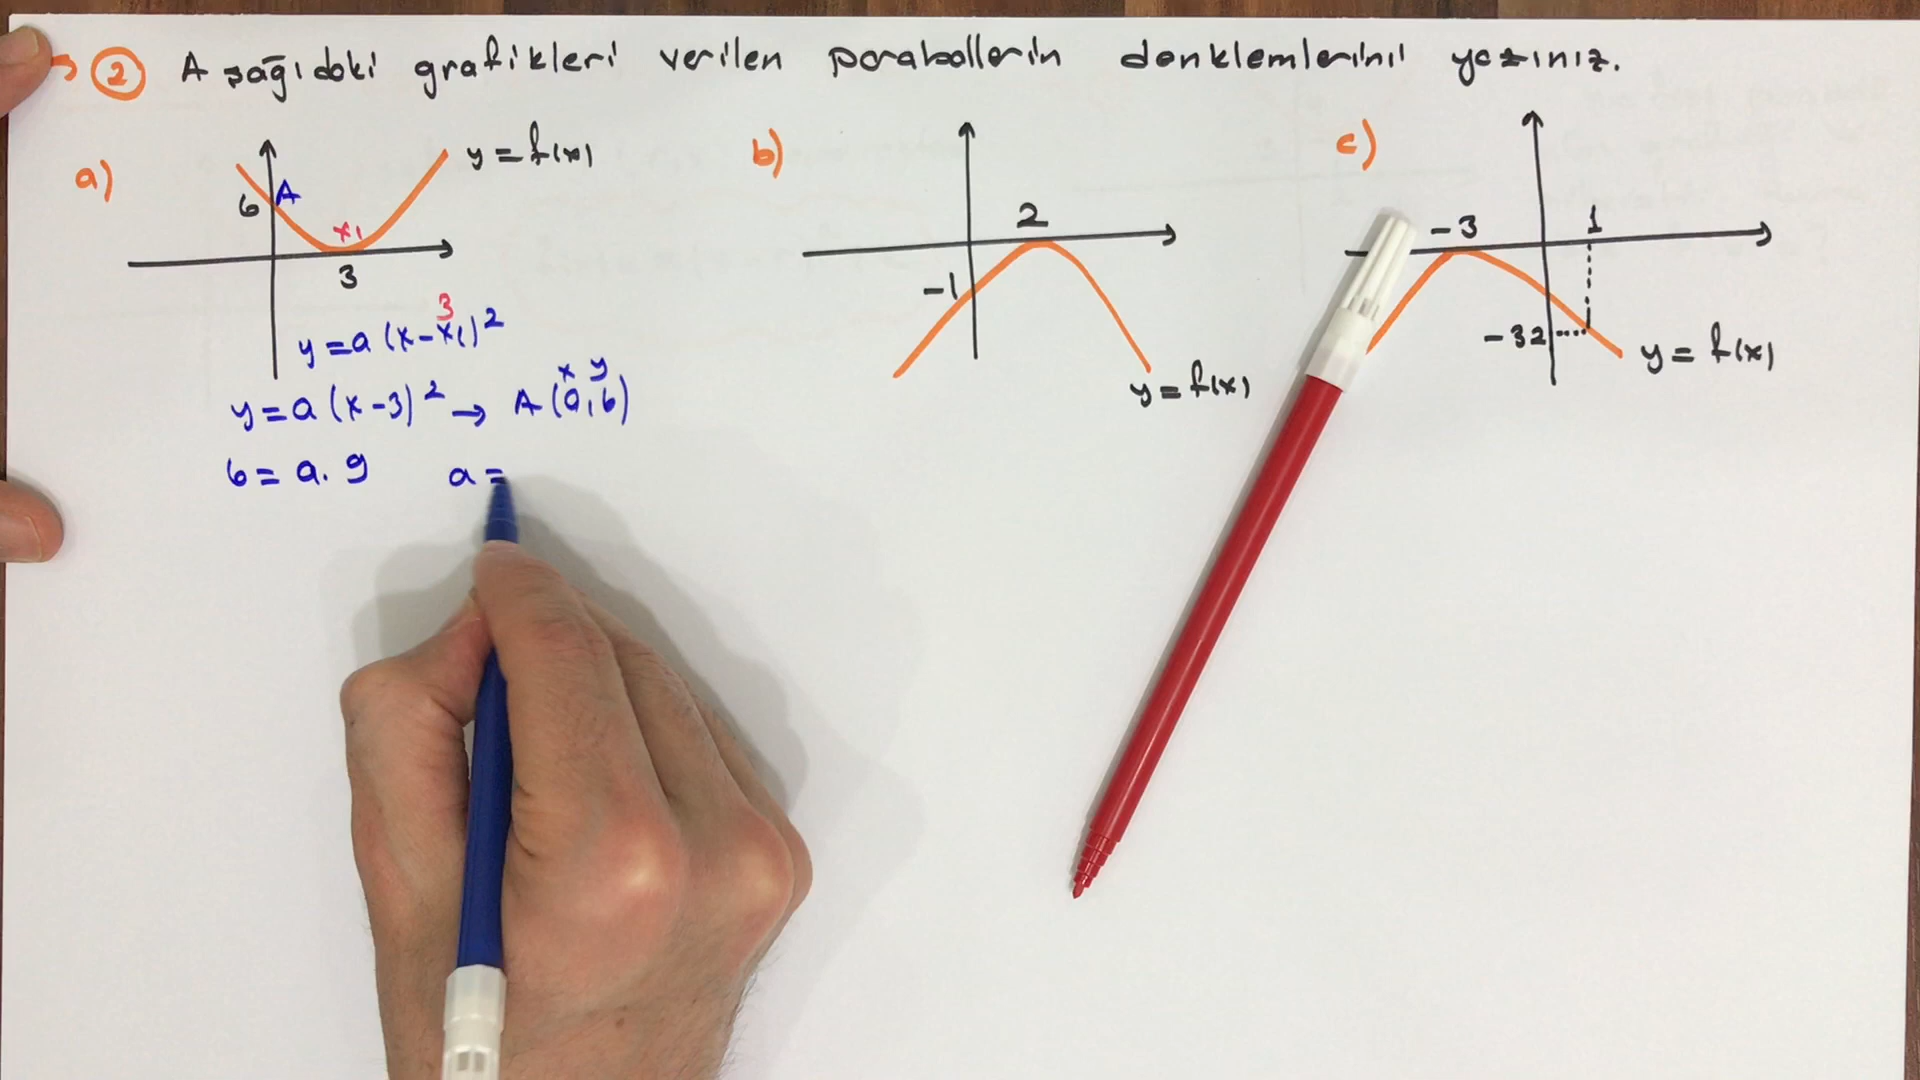 ② Aşağıdaki grafikleri verilen parabollerin denklemlerini yazınız.
a)
y = f(x)
6
A
x₁
3
3
y = a(x-x₁)²
x y
y = a(x-3)² → A(0,6)
6 = a.9 a =
b)
2
-1
y = f(x)
c)
-3
1
-32
y = f(x)